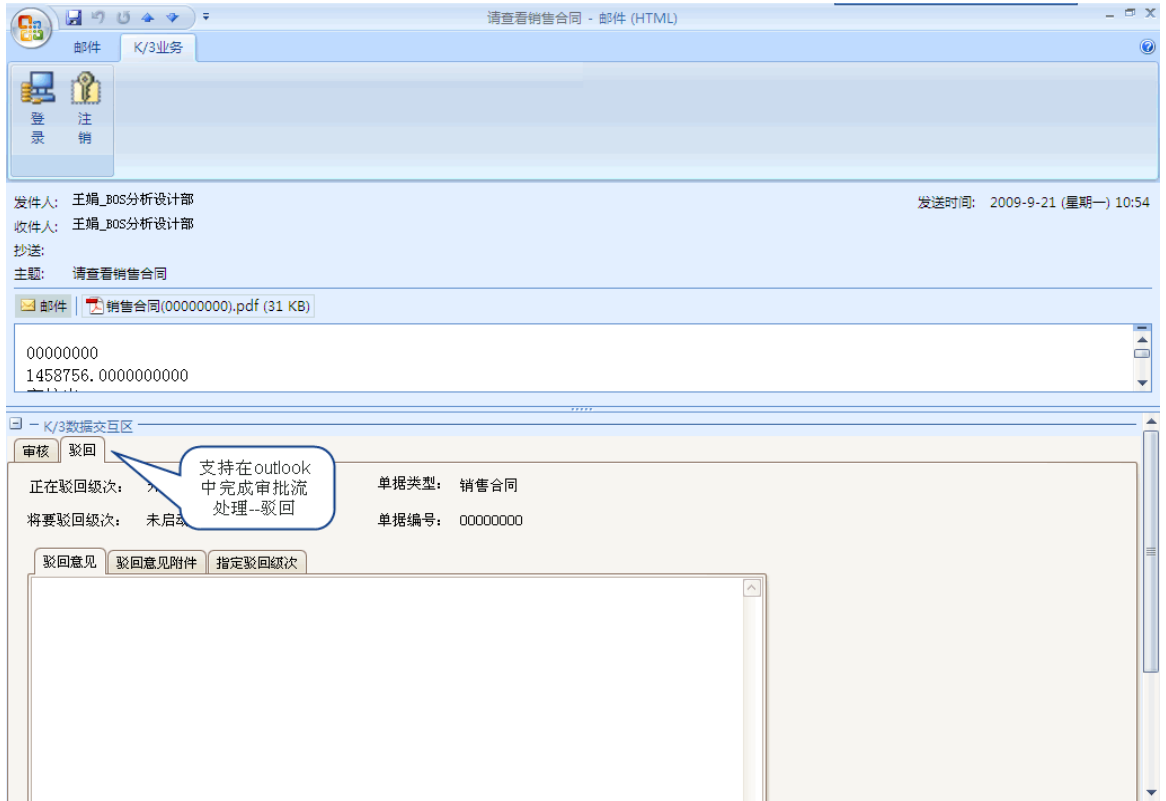 请查看销售合同 - 邮件 (HTML)
邮件 K/3业务
登录 注销
发件人: 王娟_BOS分析设计部 发送时间: 2009-9-21 (星期一) 10:54
收件人: 王娟_BOS分析设计部
抄送:
主题: 请查看销售合同
邮件 销售合同(00000000).pdf (31 KB)
00000000
1458756.0000000000
K/3数据交互区
审核 驳回
支持在outlook
中完成审批流
处理--驳回
正在驳回级次: 单据类型: 销售合同
将要驳回级次: 未启 单据编号: 00000000
驳回意见 驳回意见附件 指定驳回级次